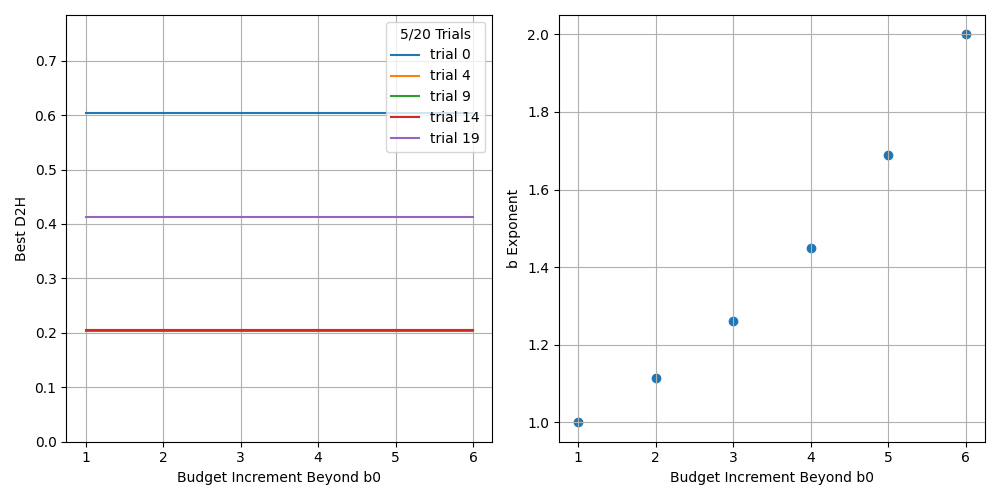 5/20 Trials
trial 0
trial 4
trial 9
trial 14
trial 19
Best D2H
0.7
0.6
0.5
0.4
0.3
0.2
0.1
0.0
1 2 3 4 5 6
Budget Increment Beyond b0
b Exponent
2.0
1.8
1.6
1.4
1.2
1.0
1 2 3 4 5 6
Budget Increment Beyond b0